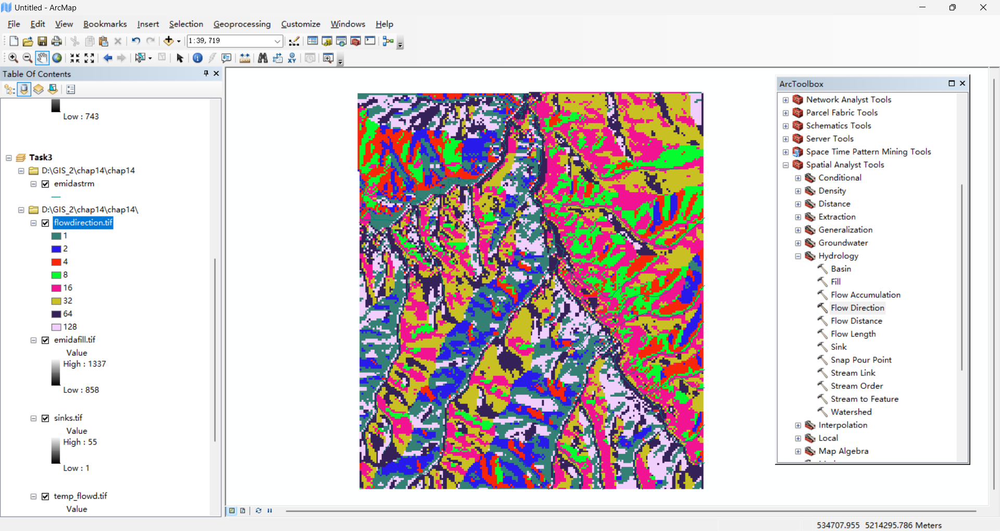 Untitled - ArcMap
File Edit View Bookmarks Insert Selection Geoprocessing Customize Windows Help
1:39,719
Table Of Contents
Low : 743
Task3
D:\GIS_2\chap14\chap14
emidastrm
D:\GIS_2\chap14\chap14\
flowdirection.tif
1
2
4
8
16
32
64
128
emidafill.tif
Value
High : 1337
Low : 858
sinks.tif
Value
High : 55
Low : 1
temp_flowd.tif
Value
ArcToolbox
Network Analyst Tools
Parcel Fabric Tools
Schematics Tools
Server Tools
Space Time Pattern Mining Tools
Spatial Analyst Tools
Conditional
Density
Distance
Extraction
Generalization
Groundwater
Hydrology
Basin
Fill
Flow Accumulation
Flow Direction
Flow Distance
Flow Length
Sink
Snap Pour Point
Stream Link
Stream Order
Stream to Feature
Watershed
Interpolation
Local
Map Algebra
534707.955 5214295.786 Meters